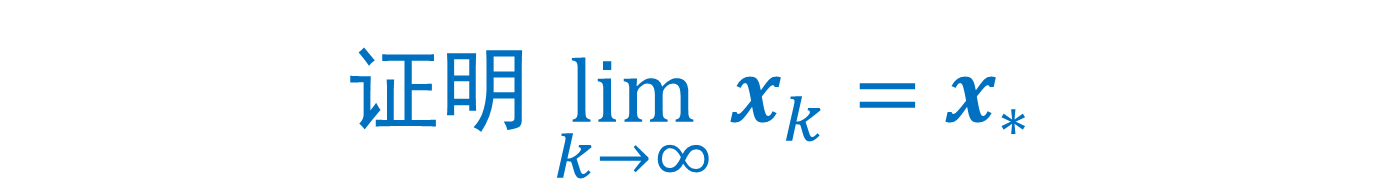 证明 $\lim_{k \to \infty} \boldsymbol{x}_k = \boldsymbol{x}_*$